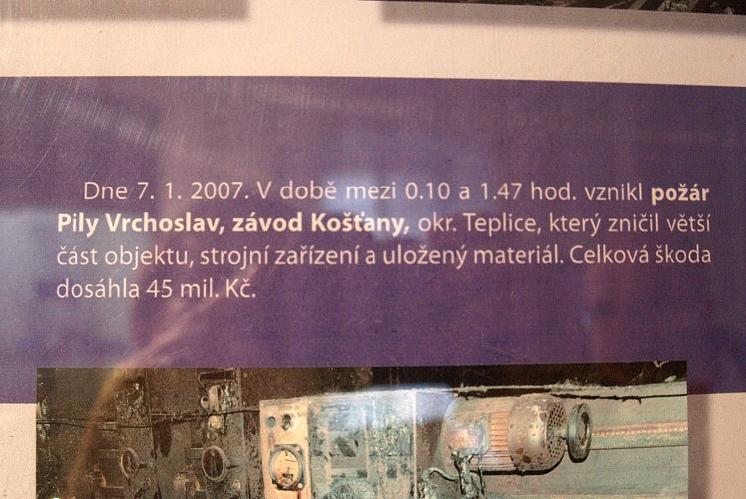 Dne 7. 1. 2007. V době mezi 0.10 a 1.47 hod. vznikl požár
Pily Vrchoslav, závod Košťany, okr. Teplice, který zničil větší
část objektu, strojní zařízení a uložený materiál. Celková škoda
dosáhla 45 mil. Kč.